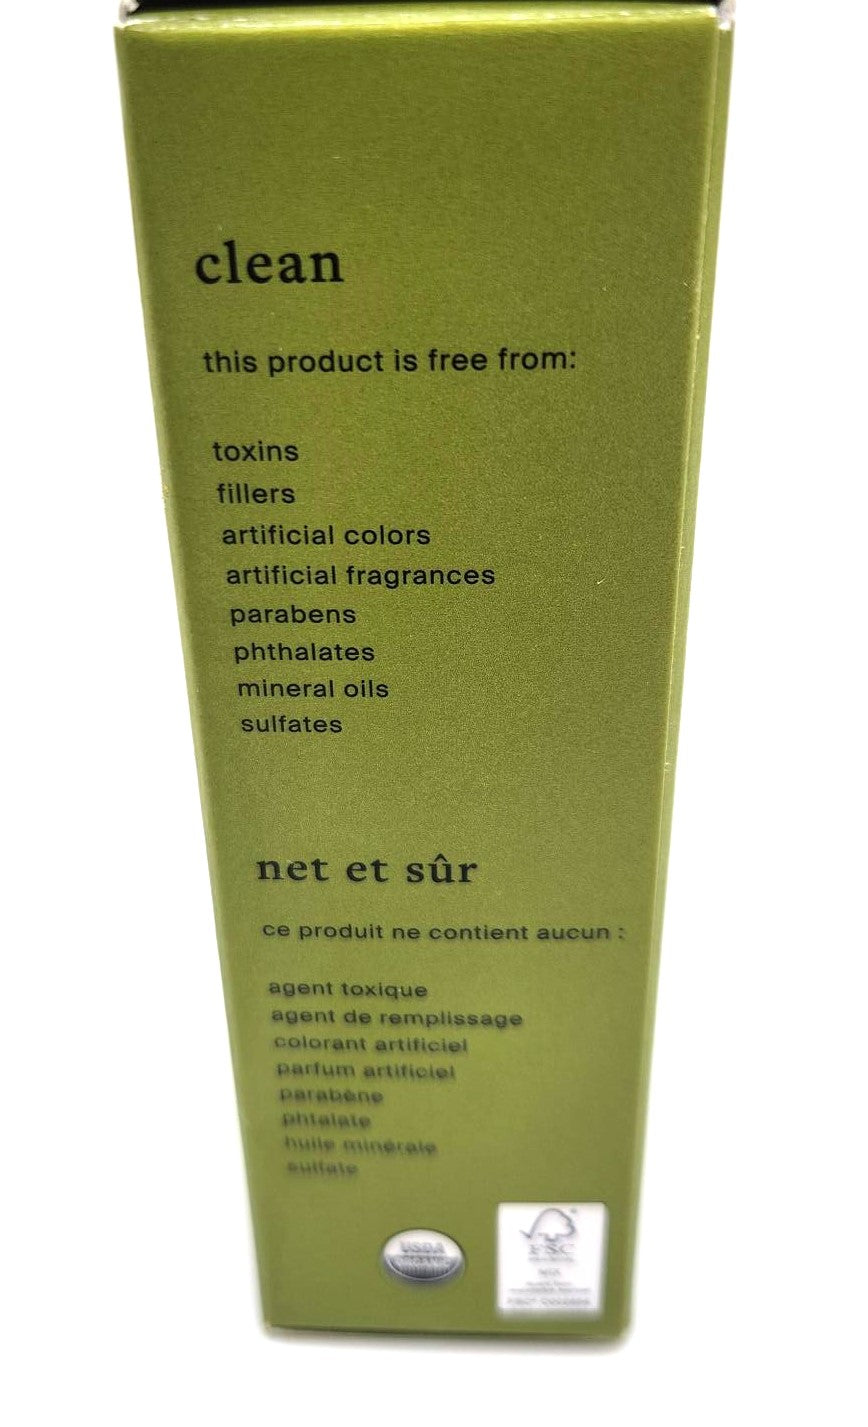 clean
this product is free from:
toxins
fillers
artificial colors
artificial fragrances
parabens
phthalates
mineral oils
sulfates
net et sûr
ce produit ne contient aucun :
agent toxique
agent de remplissage
colorant artificiel
parfum artificiel
parabène
phtalate
huile minérale
sulfate
USDA
ORGANIC
FSC